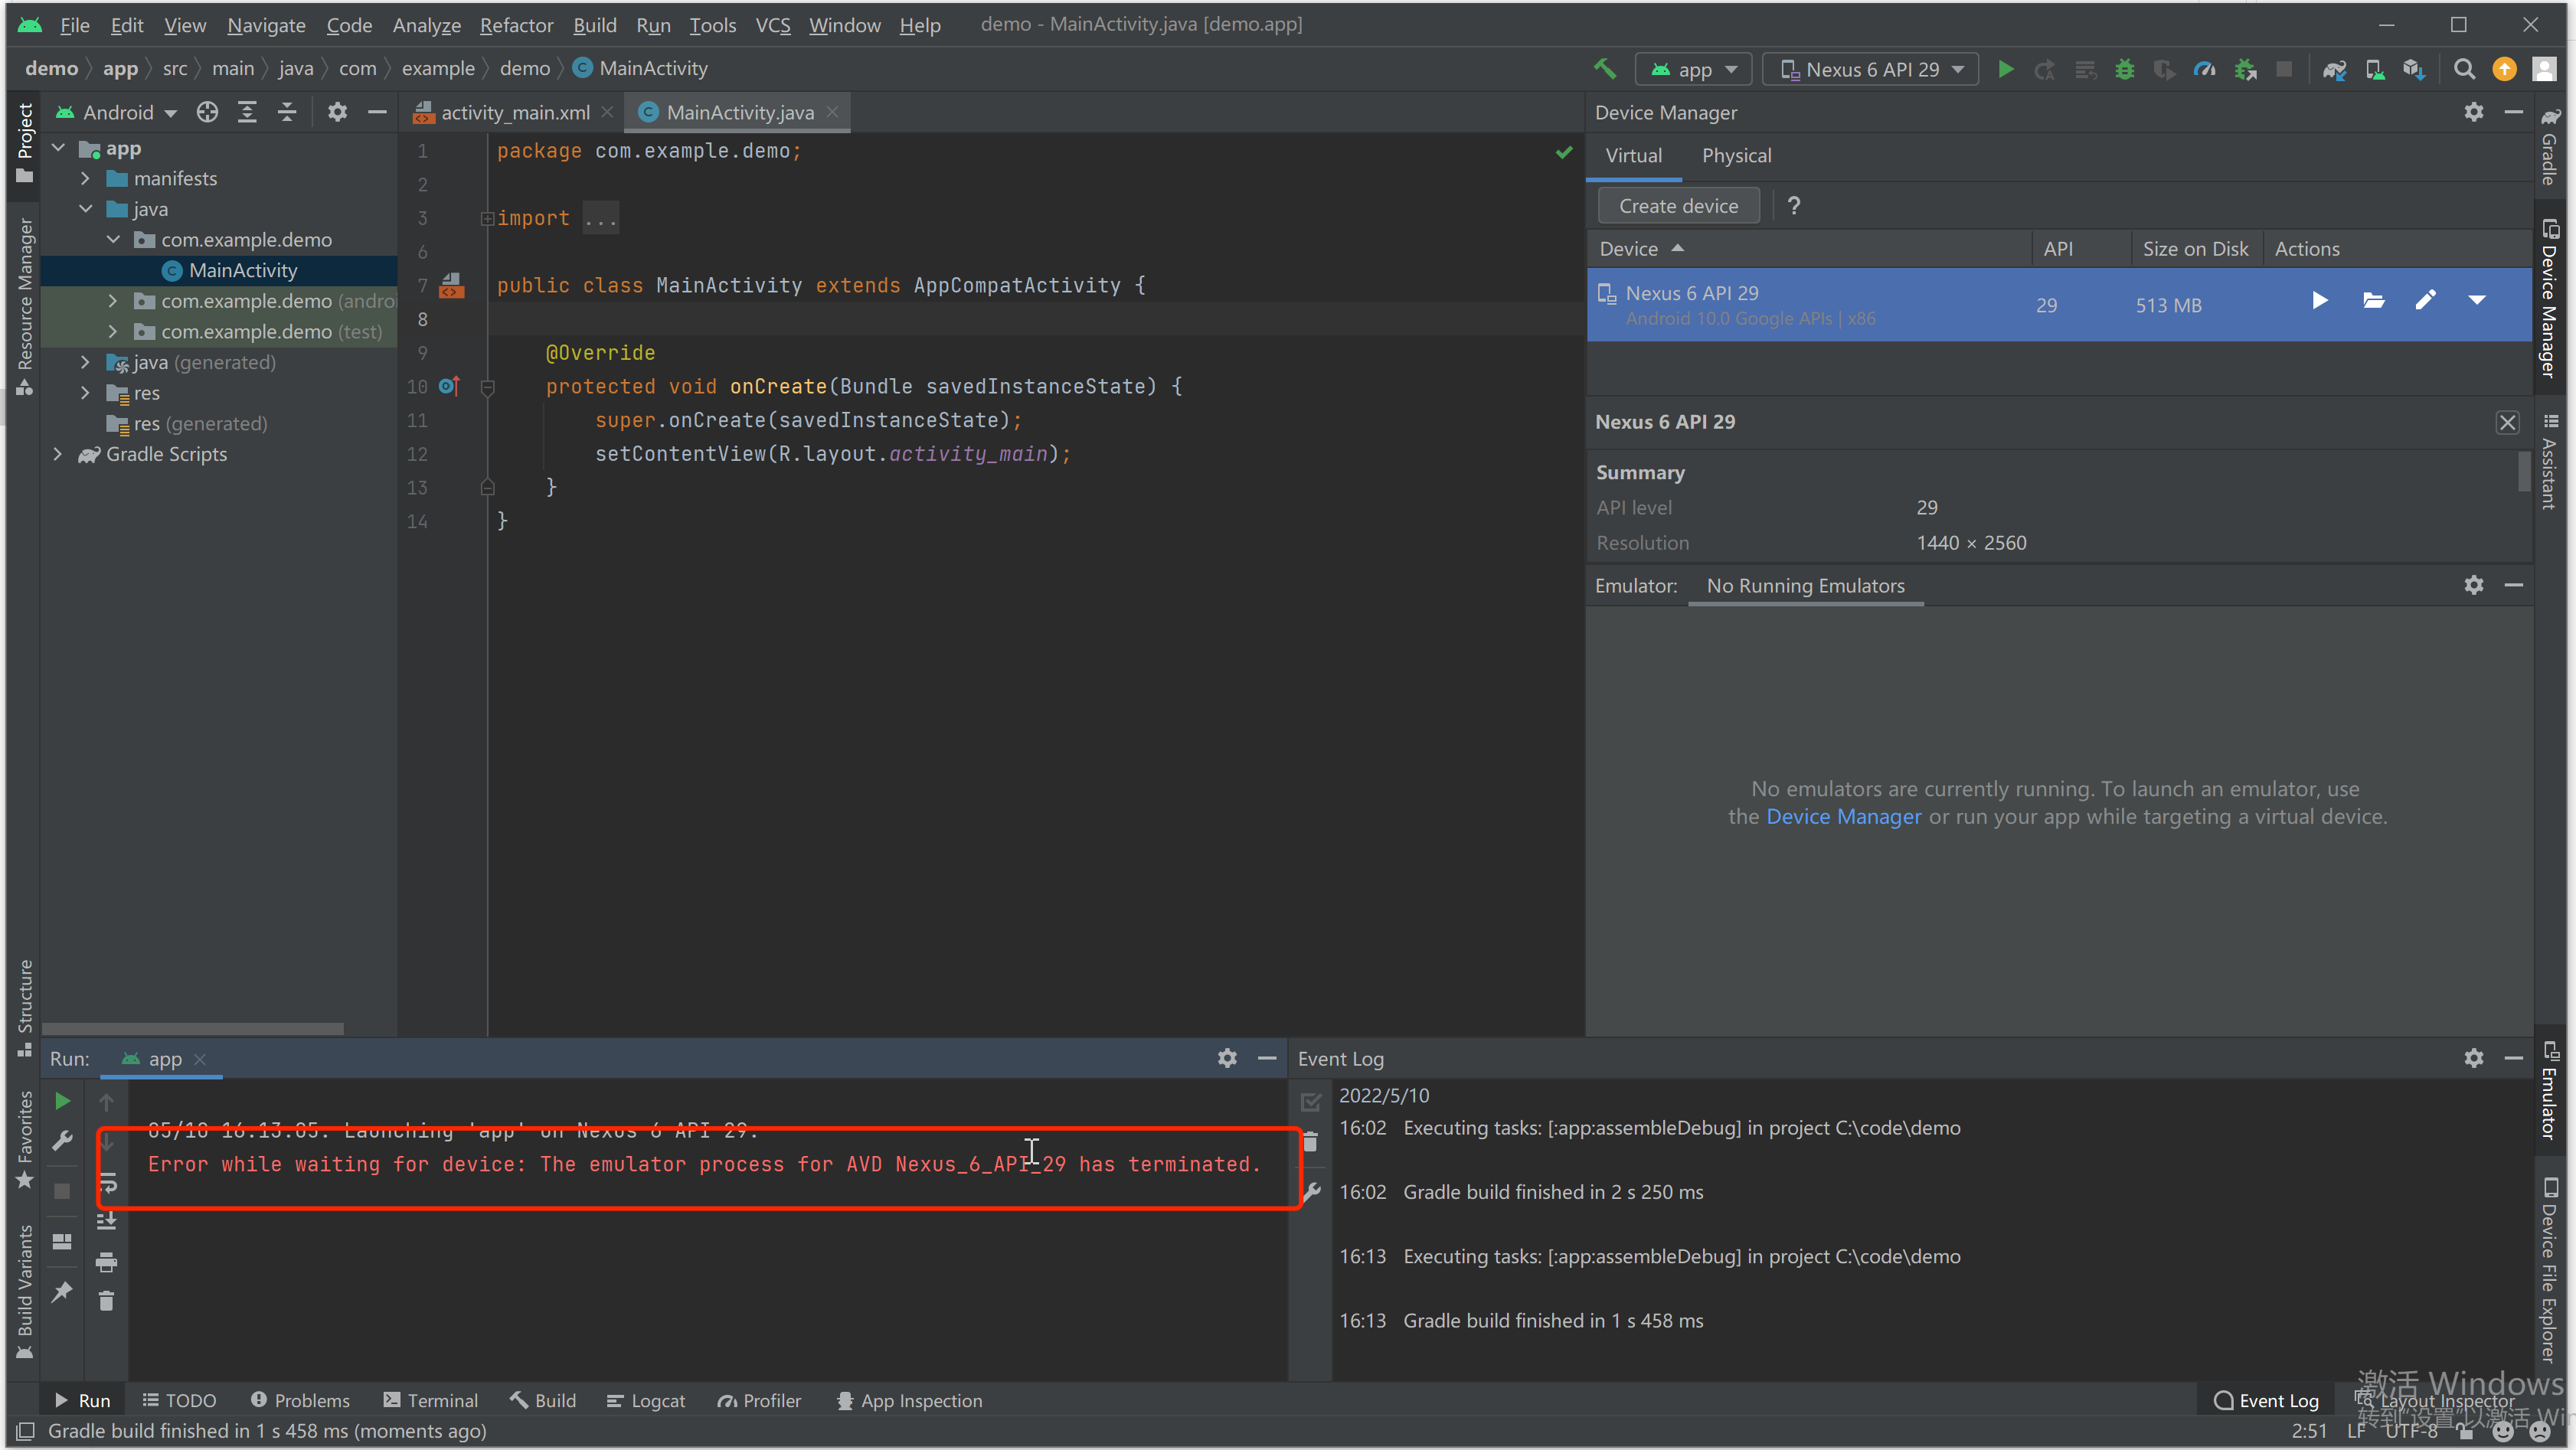 File Edit View Navigate Code Analyze Refactor Build Run Tools VCS Window Help demo - MainActivity.java [demo.app]
demo app src main java com example demo MainActivity
app Nexus 6 API 29
Project
Android
activity_main.xml MainActivity.java
app
manifests
java
com.example.demo
MainActivity
com.example.demo (andro
com.example.demo (test)
java (generated)
res
res (generated)
Gradle Scripts
Resource Manager
Structure
Favorites
Build Variants
1 package com.example.demo;
2
3 import ...
6
7 public class MainActivity extends AppCompatActivity {
8
9 @Override
10 protected void onCreate(Bundle savedInstanceState) {
11 super.onCreate(savedInstanceState);
12 setContentView(R.layout.activity_main);
13 }
14 }
Device Manager
Virtual Physical
Create device ?
Device API Size on Disk Actions
Nexus 6 API 29
Android 10.0 Google APIs | x86
29 513 MB
Nexus 6 API 29
Summary
API level 29
Resolution 1440 × 2560
Emulator: No Running Emulators
No emulators are currently running. To launch an emulator, use
the Device Manager or run your app while targeting a virtual device.
Gradle
Device Manager
Assistant
Emulator
Device File Explorer
Run: app
05/10 16:13:05: Launching 'app' on Nexus 6 API 29.
Error while waiting for device: The emulator process for AVD Nexus_6_API_29 has terminated.
Event Log
2022/5/10
16:02 Executing tasks: [:app:assembleDebug] in project C:\code\demo
16:02 Gradle build finished in 2 s 250 ms
16:13 Executing tasks: [:app:assembleDebug] in project C:\code\demo
16:13 Gradle build finished in 1 s 458 ms
Run TODO Problems Terminal Build Logcat Profiler App Inspection
Event Log Layout Inspector
激活 Windows
转到“设置”以激活 Win
Gradle build finished in 1 s 458 ms (moments ago)
2:51 LF UTF-8